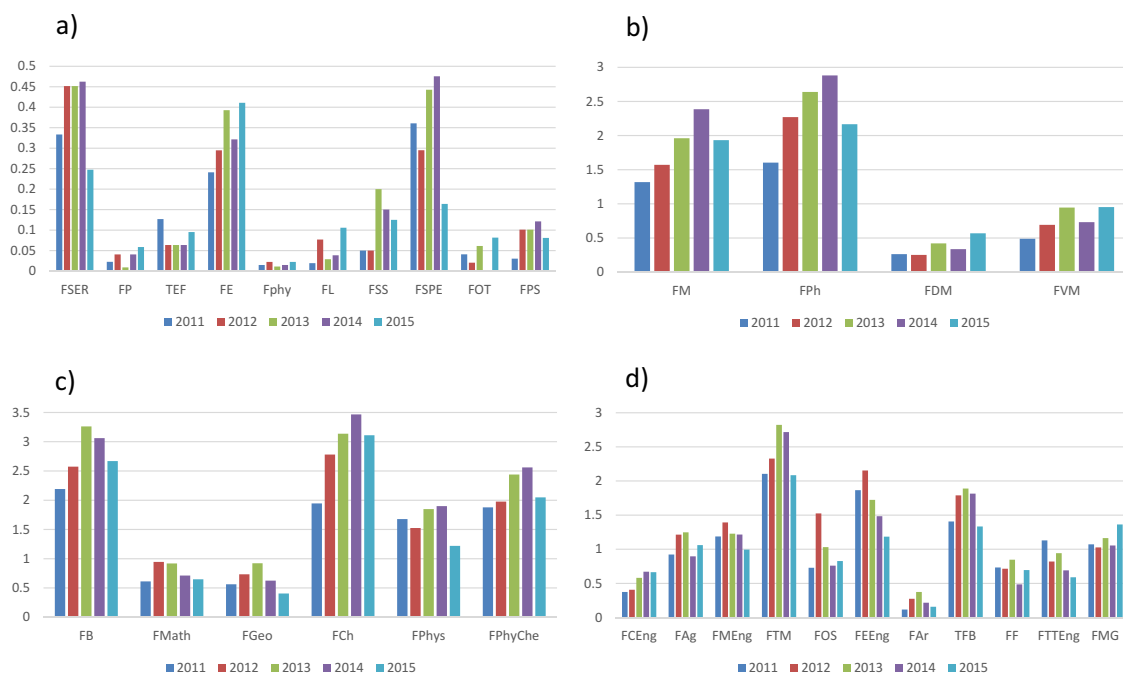 a)
0.5
0.45
0.4
0.35
0.3
0.25
0.2
0.15
0.1
0.05
0
FSER FP TEF FE Fphy FL FSS FSPE FOT FPS
2011 2012 2013 2014 2015
b)
3
2.5
2
1.5
1
0.5
0
FM FPh FDM FVM
2011 2012 2013 2014 2015
c)
3.5
3
2.5
2
1.5
1
0.5
0
FB FMath FGeo FCh FPhys FPhyChe
2011 2012 2013 2014 2015
d)
3
2.5
2
1.5
1
0.5
0
FCEng FAg FMEng FTM FOS FEEng FAr TFB FF FTTEng FMG
2011 2012 2013 2014 2015